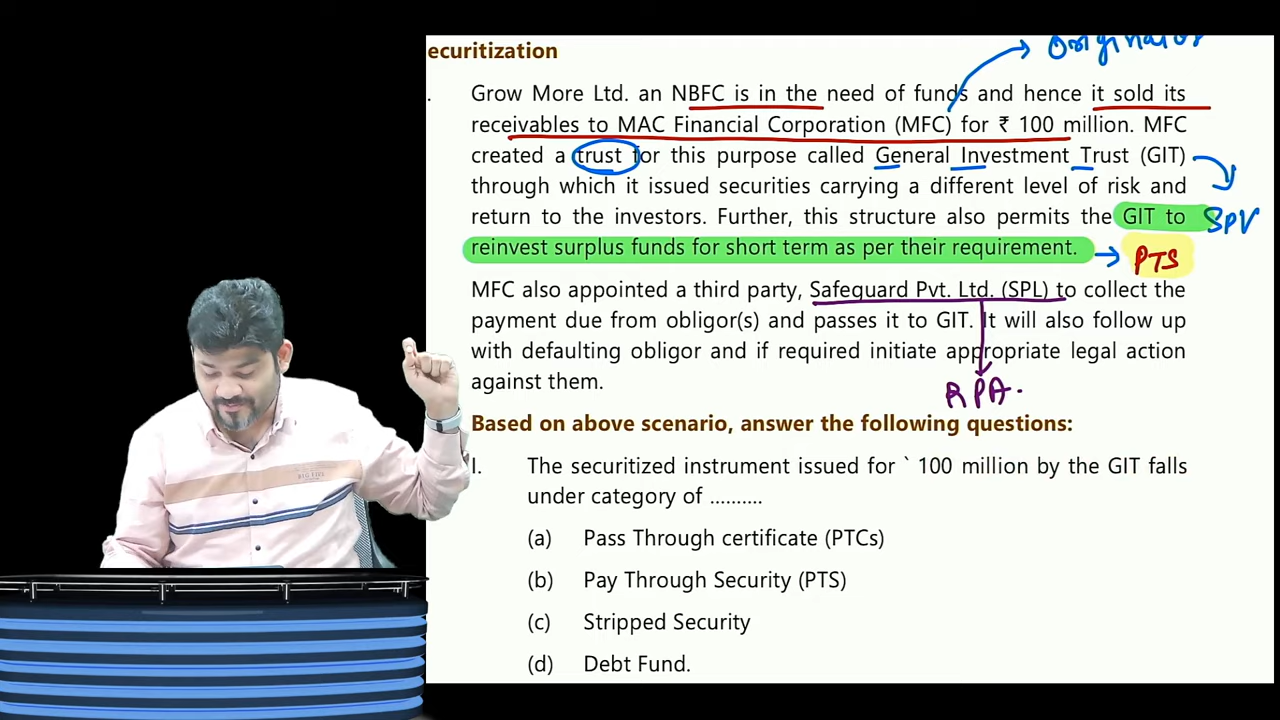 Originator
ecuritization
. Grow More Ltd. an NBFC is in the need of funds and hence it sold its
receivables to MAC Financial Corporation (MFC) for ₹ 100 million. MFC
created a trust for this purpose called General Investment Trust (GIT)
through which it issued securities carrying a different level of risk and
return to the investors. Further, this structure also permits the GIT to SPV
reinvest surplus funds for short term as per their requirement. PTS
MFC also appointed a third party, Safeguard Pvt. Ltd. (SPL) to collect the
payment due from obligor(s) and passes it to GIT. It will also follow up
with defaulting obligor and if required initiate appropriate legal action
against them. RPA.
Based on above scenario, answer the following questions:
I. The securitized instrument issued for ` 100 million by the GIT falls
under category of ..........
(a) Pass Through certificate (PTCs)
(b) Pay Through Security (PTS)
(c) Stripped Security
(d) Debt Fund.